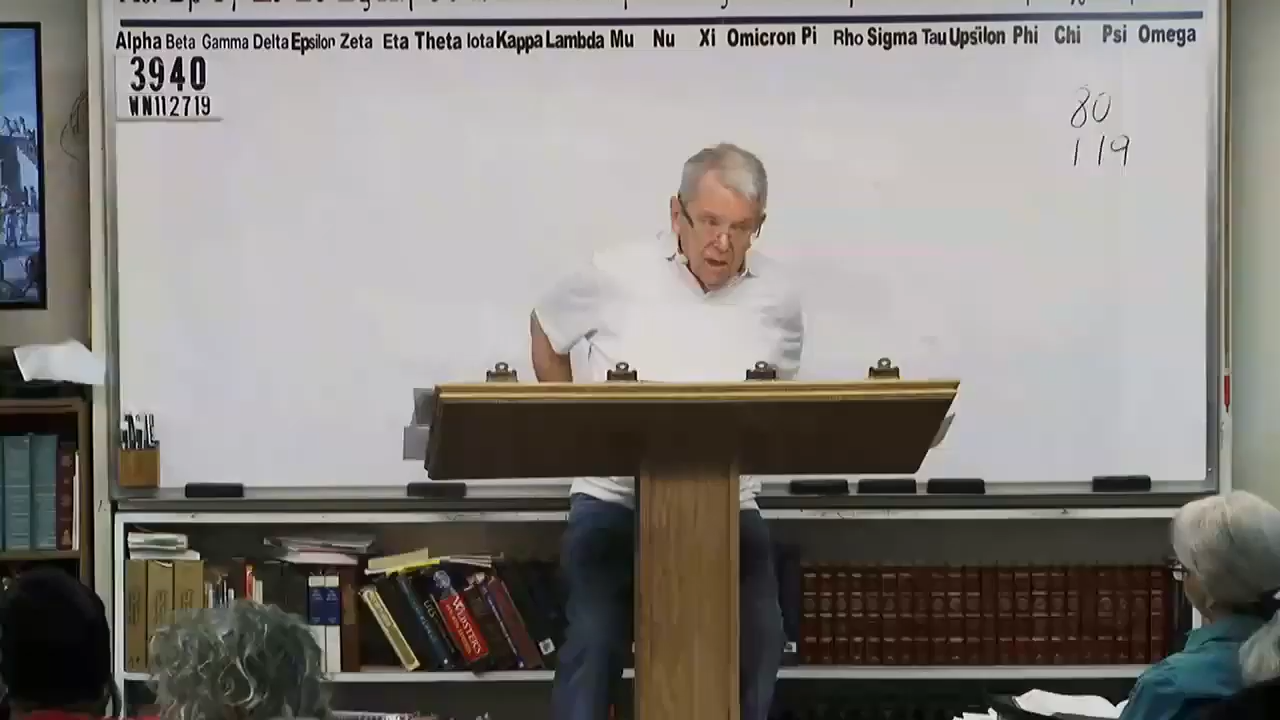 Alpha Beta Gamma Delta Epsilon Zeta Eta Theta Iota Kappa Lambda Mu Nu Xi Omicron Pi Rho Sigma Tau Upsilon Phi Chi Psi Omega
3940
WN112719
80
119
WEBSTER'S